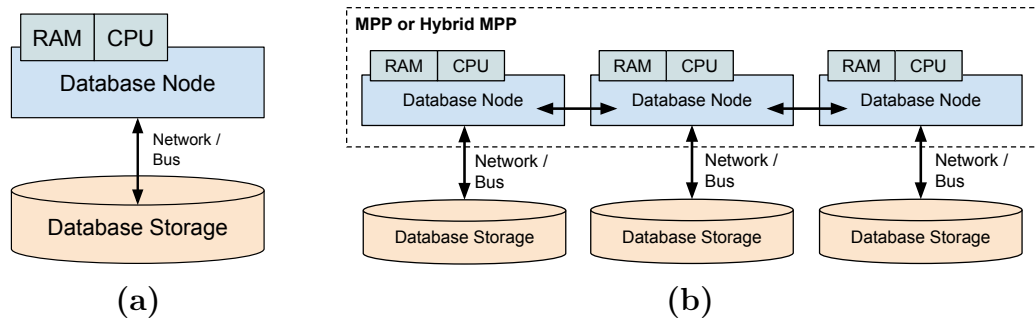 RAM CPU
Database Node
Network /
Bus
Database Storage
(a)
MPP or Hybrid MPP
RAM CPU RAM CPU RAM CPU
Database Node Database Node Database Node
Network / Network / Network /
Bus Bus Bus
Database Storage Database Storage Database Storage
(b)